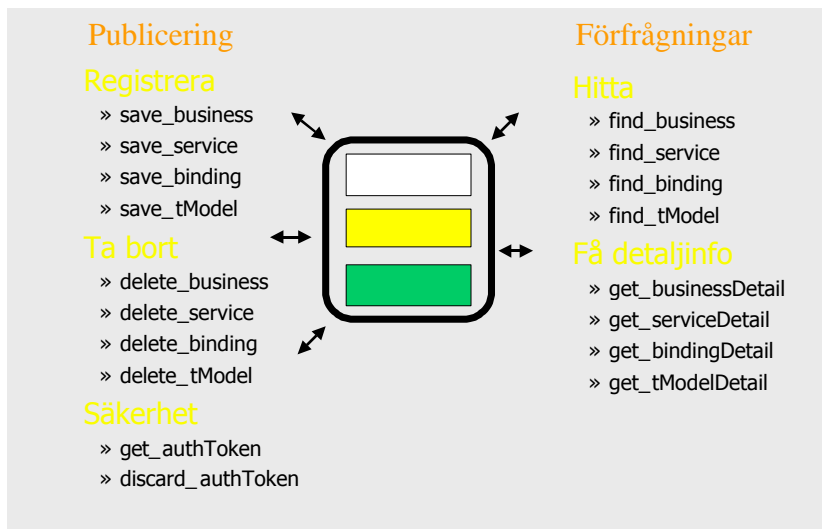 Publicering
Registrera
» save_business
» save_service
» save_binding
» save_tModel
Ta bort
» delete_business
» delete_service
» delete_binding
» delete_tModel
Säkerhet
» get_authToken
» discard_authToken
Förfrågningar
Hitta
» find_business
» find_service
» find_binding
» find_tModel
Få detaljinfo
» get_businessDetail
» get_serviceDetail
» get_bindingDetail
» get_tModelDetail